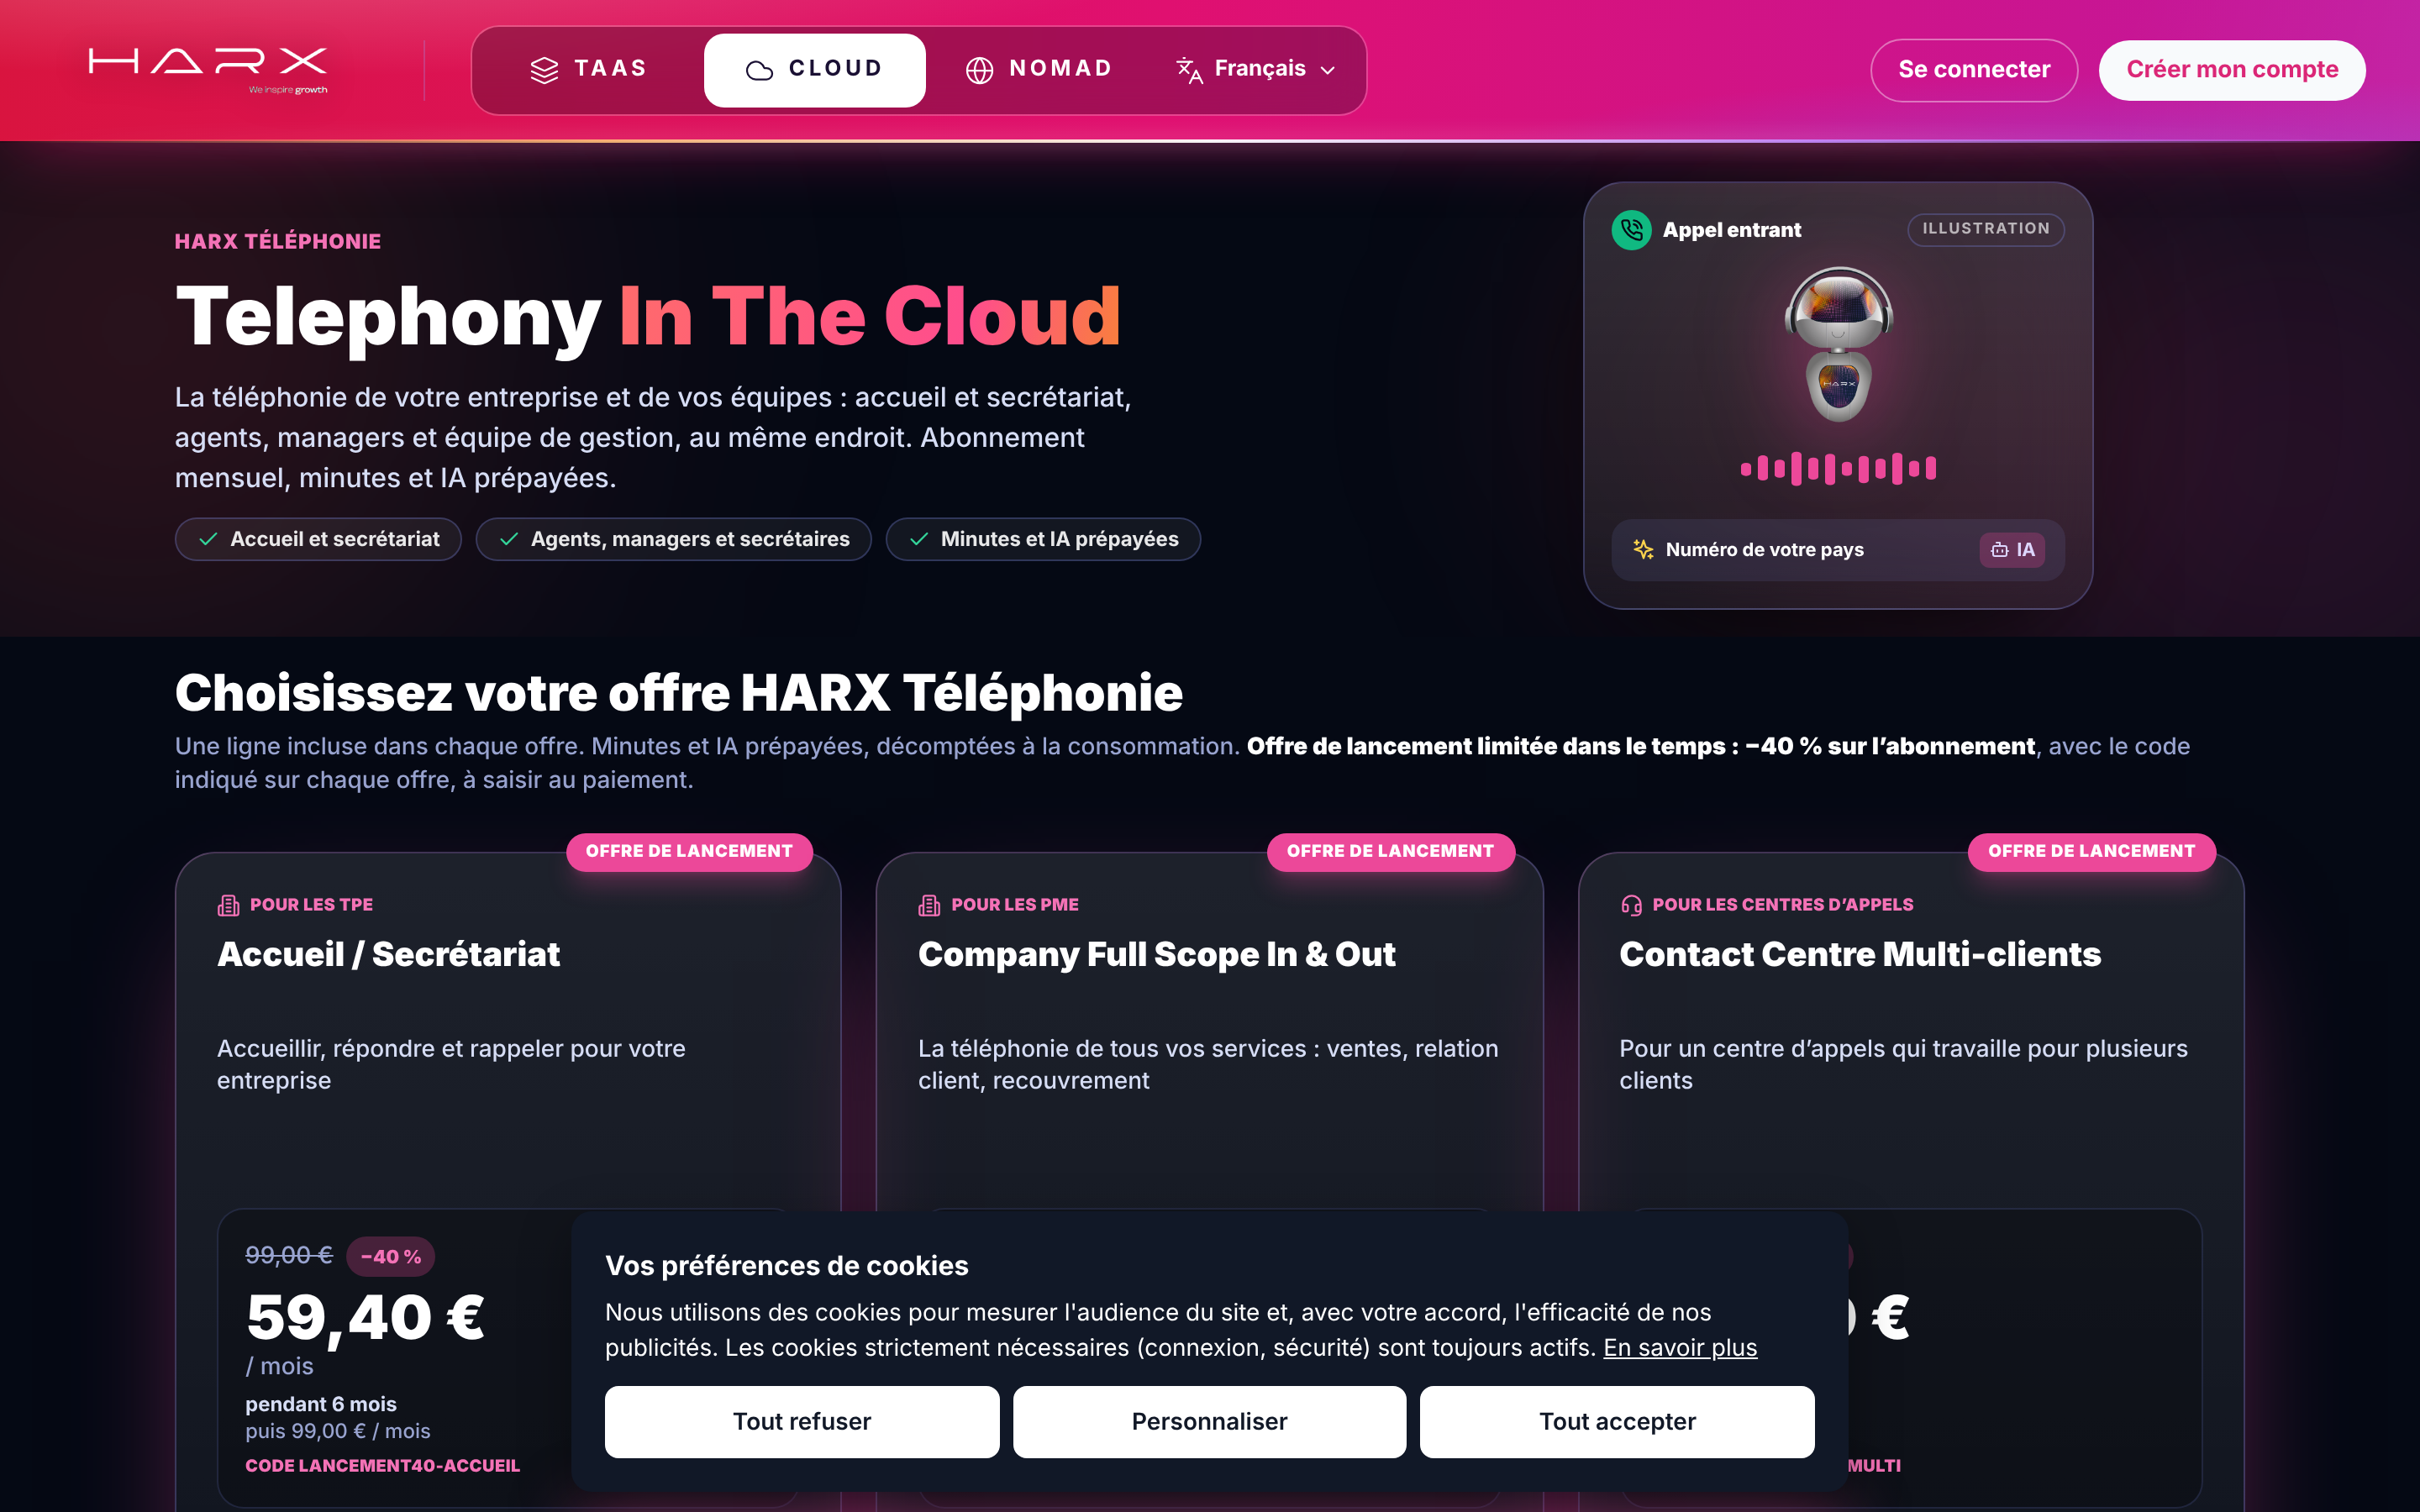 HARX
We inspire growth
TAAS
CLOUD
NOMAD
Français
Se connecter
Créer mon compte
HARX TÉLÉPHONIE
Telephony In The Cloud
La téléphonie de votre entreprise et de vos équipes : accueil et secrétariat,
agents, managers et équipe de gestion, au même endroit. Abonnement
mensuel, minutes et IA prépayées.
Accueil et secrétariat
Agents, managers et secrétaires
Minutes et IA prépayées
Appel entrant
ILLUSTRATION
HARX
Numéro de votre pays
IA
Choisissez votre offre HARX Téléphonie
Une ligne incluse dans chaque offre. Minutes et IA prépayées, décomptées à la consommation. Offre de lancement limitée dans le temps : −40 % sur l’abonnement, avec le code
indiqué sur chaque offre, à saisir au paiement.
OFFRE DE LANCEMENT
POUR LES TPE
Accueil / Secrétariat
Accueillir, répondre et rappeler pour votre
entreprise
99,00 €
−40 %
59,40 €
/ mois
pendant 6 mois
puis 99,00 € / mois
CODE LANCEMENT40-ACCUEIL
OFFRE DE LANCEMENT
POUR LES PME
Company Full Scope In & Out
La téléphonie de tous vos services : ventes, relation
client, recouvrement
OFFRE DE LANCEMENT
POUR LES CENTRES D’APPELS
Contact Centre Multi-clients
Pour un centre d’appels qui travaille pour plusieurs
clients
€
MULTI
Vos préférences de cookies
Nous utilisons des cookies pour mesurer l'audience du site et, avec votre accord, l'efficacité de nos
publicités. Les cookies strictement nécessaires (connexion, sécurité) sont toujours actifs. En savoir plus
Tout refuser
Personnaliser
Tout accepter